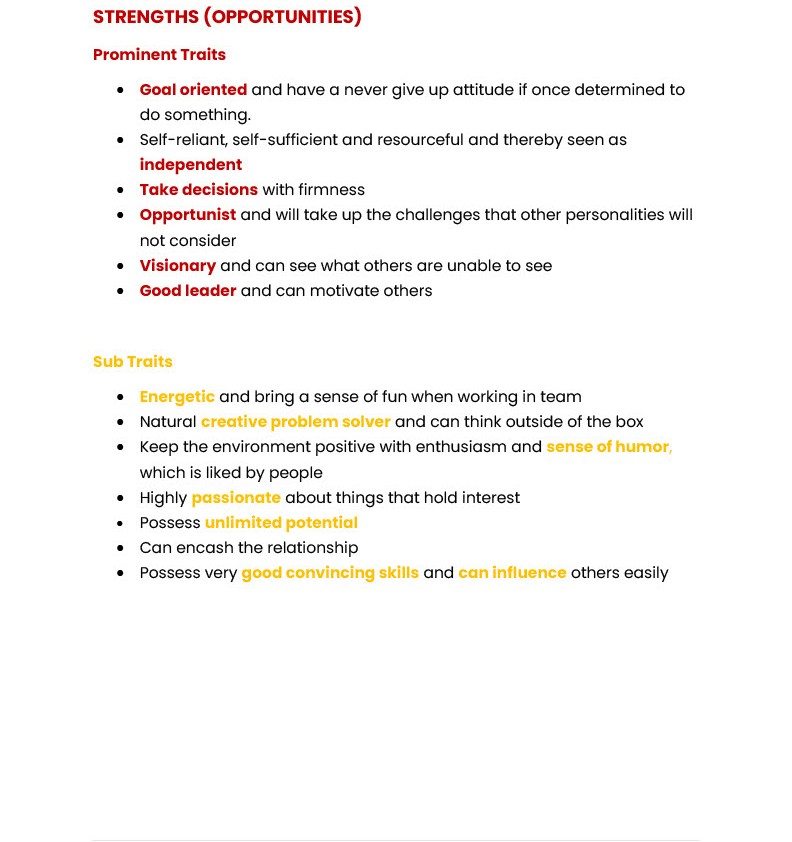 STRENGTHS (OPPORTUNITIES)
Prominent Traits
• Goal oriented and have a never give up attitude if once determined to
do something.
• Self-reliant, self-sufficient and resourceful and thereby seen as
independent
• Take decisions with firmness
• Opportunist and will take up the challenges that other personalities will
not consider
• Visionary and can see what others are unable to see
• Good leader and can motivate others
Sub Traits
• Energetic and bring a sense of fun when working in team
• Natural creative problem solver and can think outside of the box
• Keep the environment positive with enthusiasm and sense of humor,
which is liked by people
• Highly passionate about things that hold interest
• Possess unlimited potential
• Can encash the relationship
• Possess very good convincing skills and can influence others easily